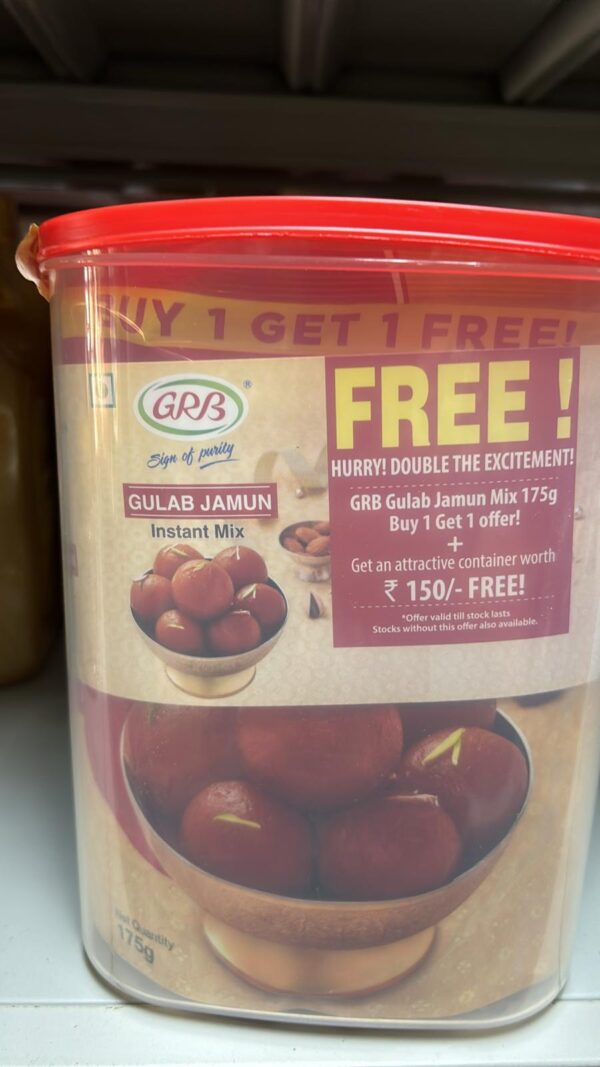 BUY 1 GET 1 FREE!
GRB®
Sign of purity
GULAB JAMUN
Instant Mix
FREE !
HURRY! DOUBLE THE EXCITEMENT!
GRB Gulab Jamun Mix 175g
Buy 1 Get 1 offer!
+
Get an attractive container worth
₹ 150/- FREE!
*Offer valid till stock lasts
Stocks without this offer also available.
Net Quantity
175g